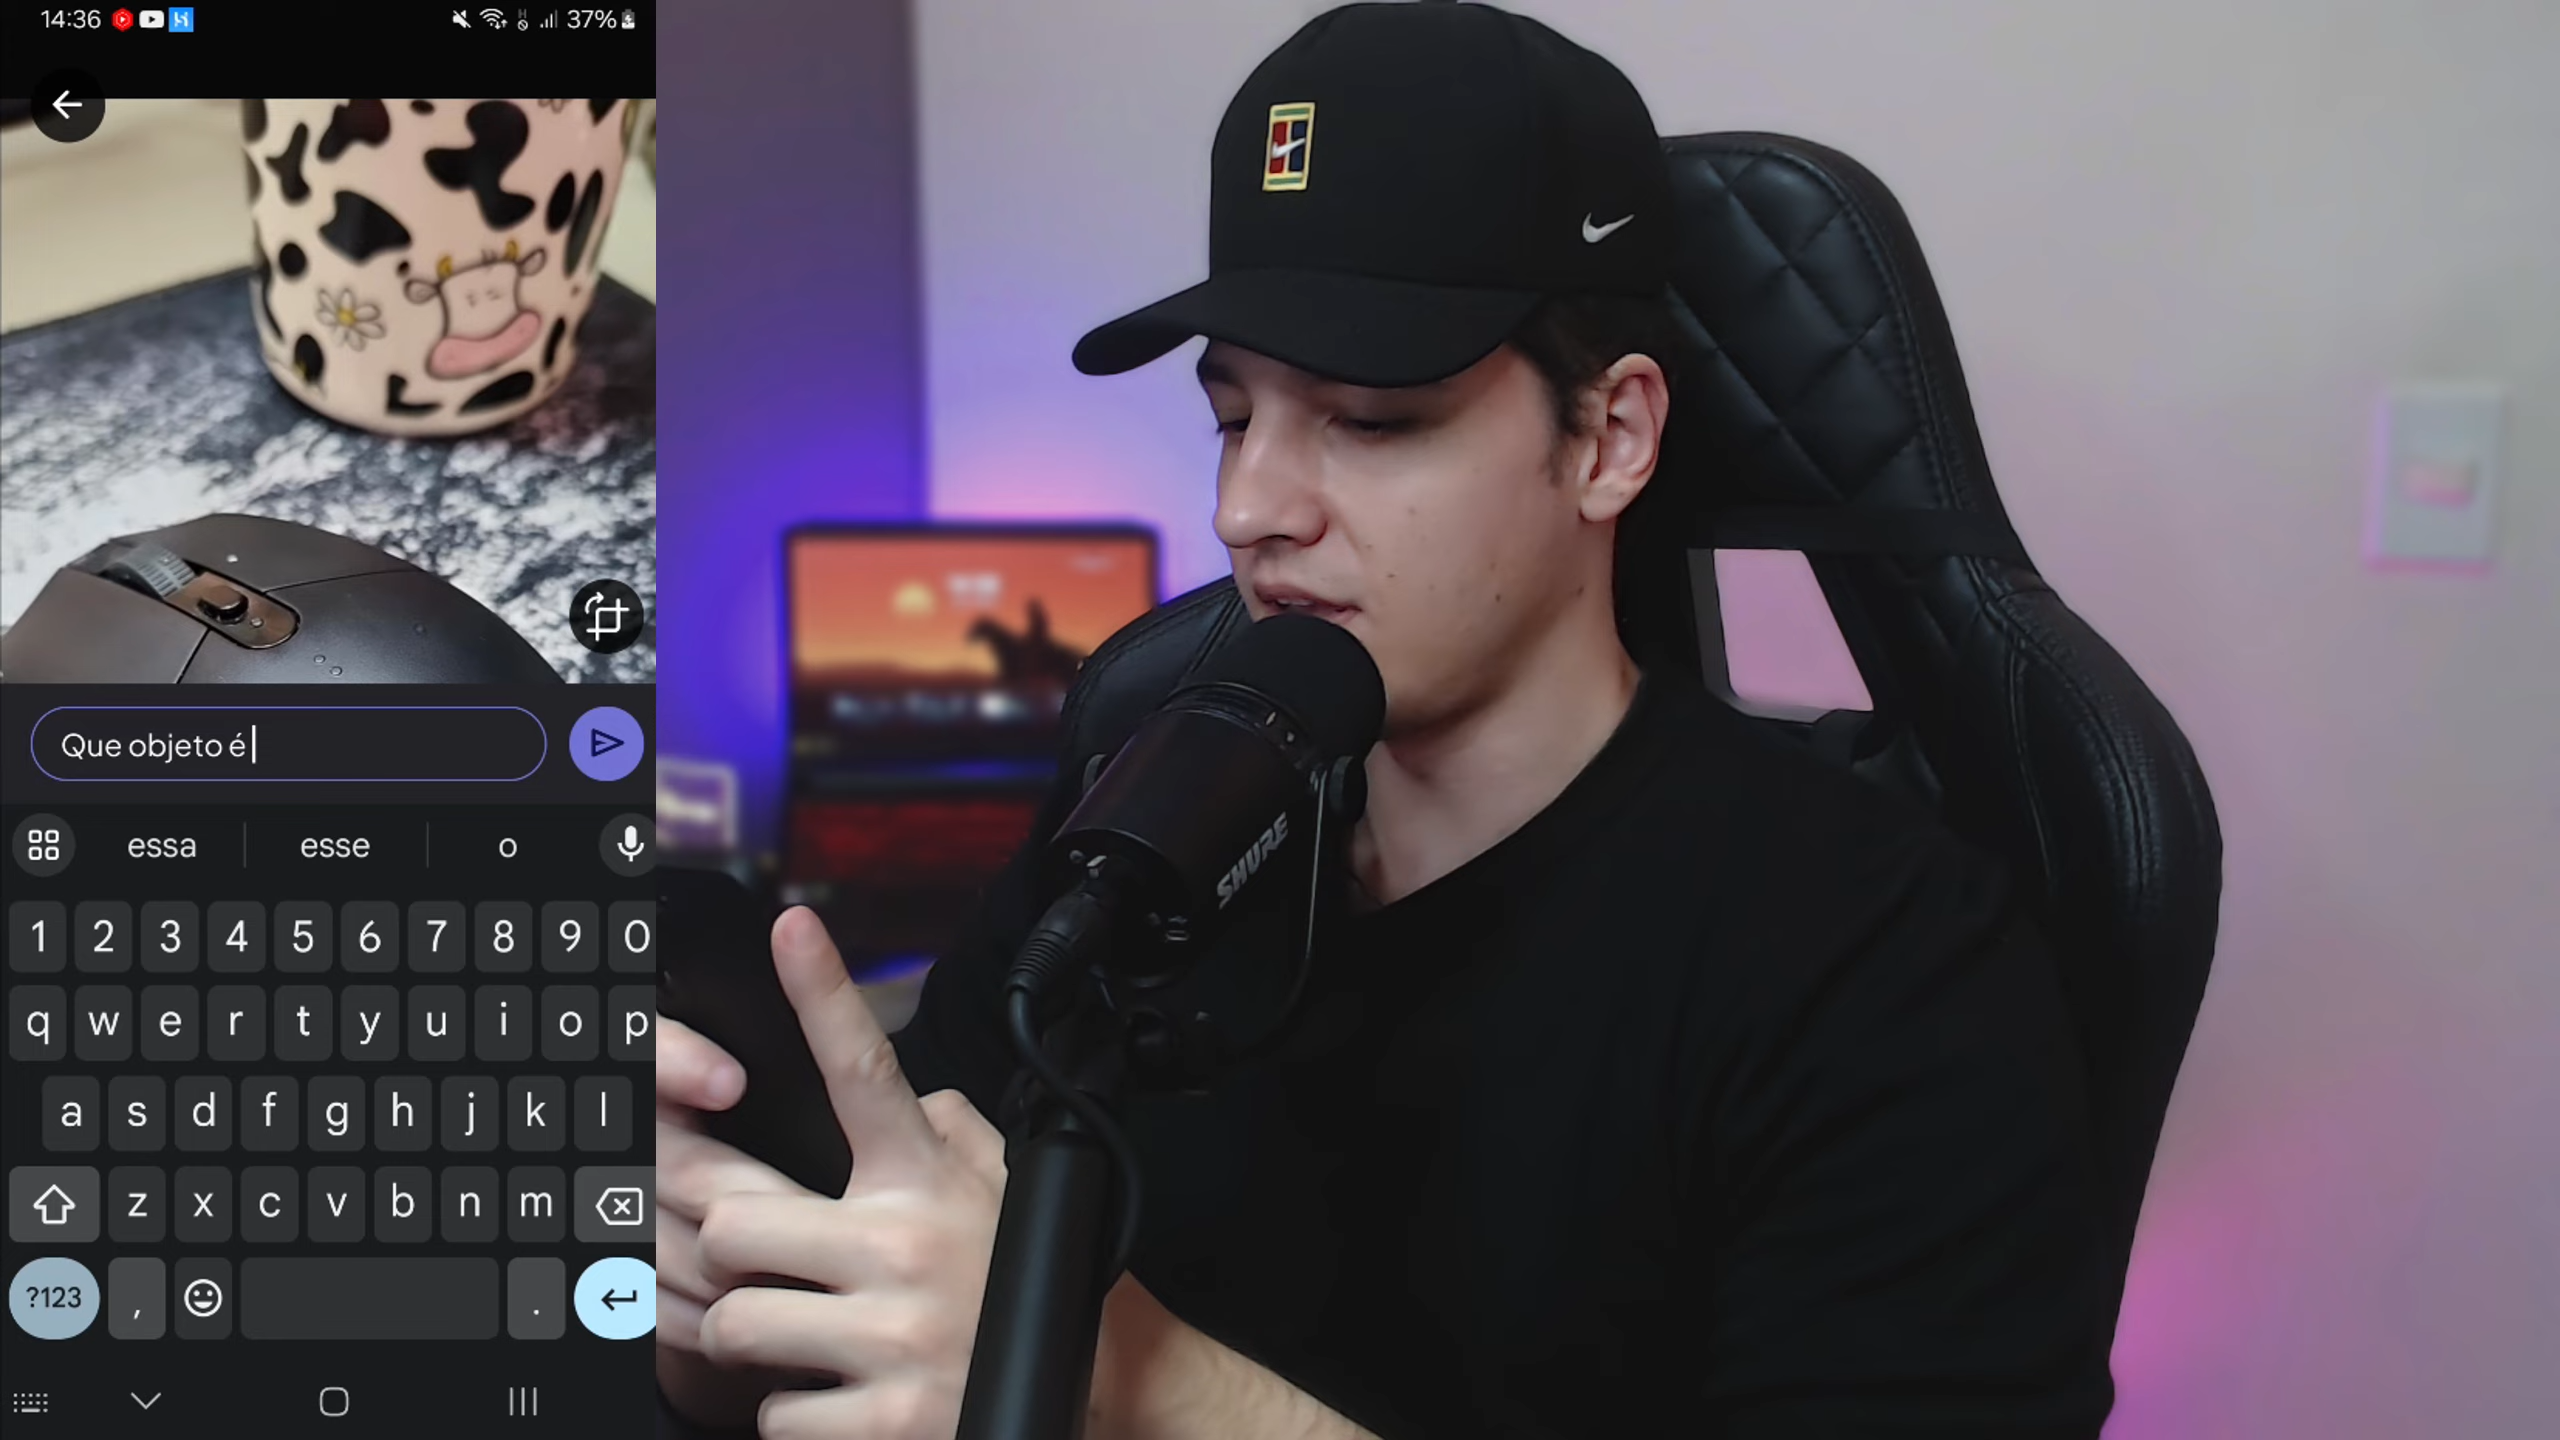 14:36
37%
Que objeto é
essa esse o
1 2 3 4 5 6 7 8 9 0
q w e r t y u i o p
a s d f g h j k l
z x c v b n m
?123 , .
SHURE